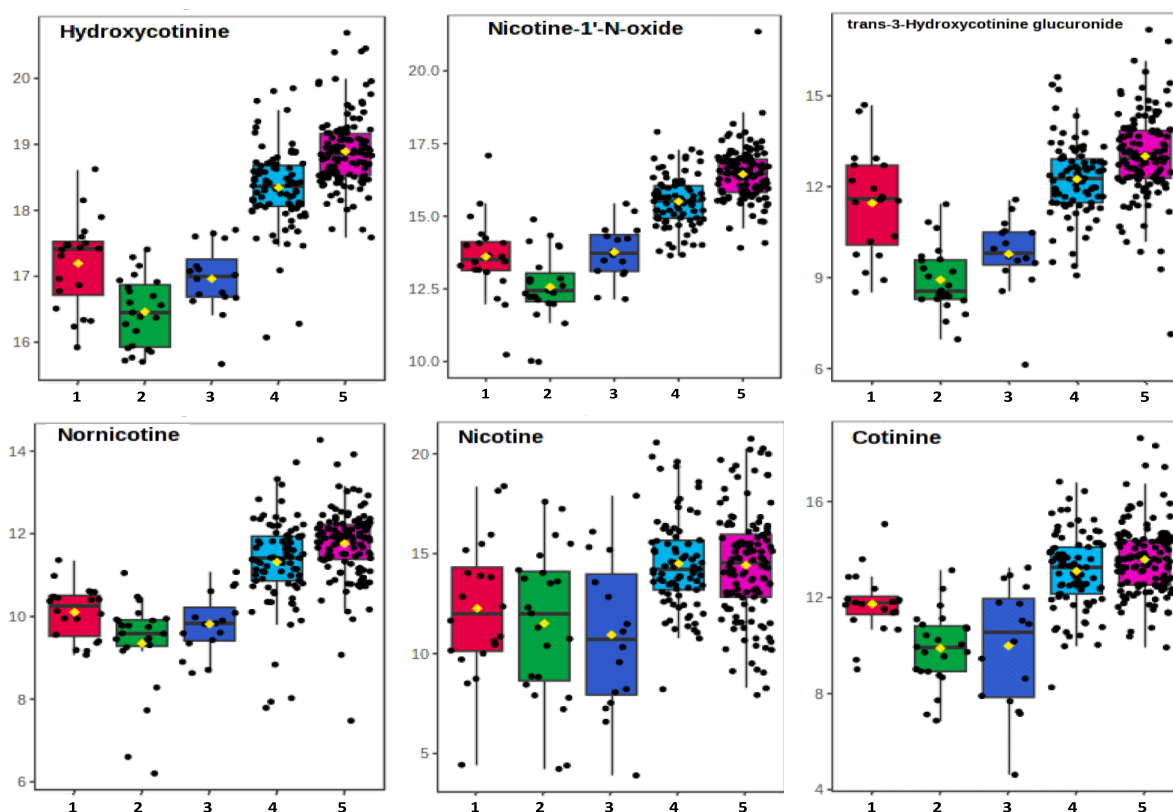 Hydroxycotinine
20
19
18
17
16
1 2 3 4 5
Nicotine-1'-N-oxide
20.0
17.5
15.0
12.5
10.0
1 2 3 4 5
trans-3-Hydroxycotinine glucuronide
15
12
9
6
1 2 3 4 5
Nornicotine
14
12
10
8
6
1 2 3 4 5
Nicotine
20
15
10
5
1 2 3 4 5
Cotinine
16
12
8
4
1 2 3 4 5